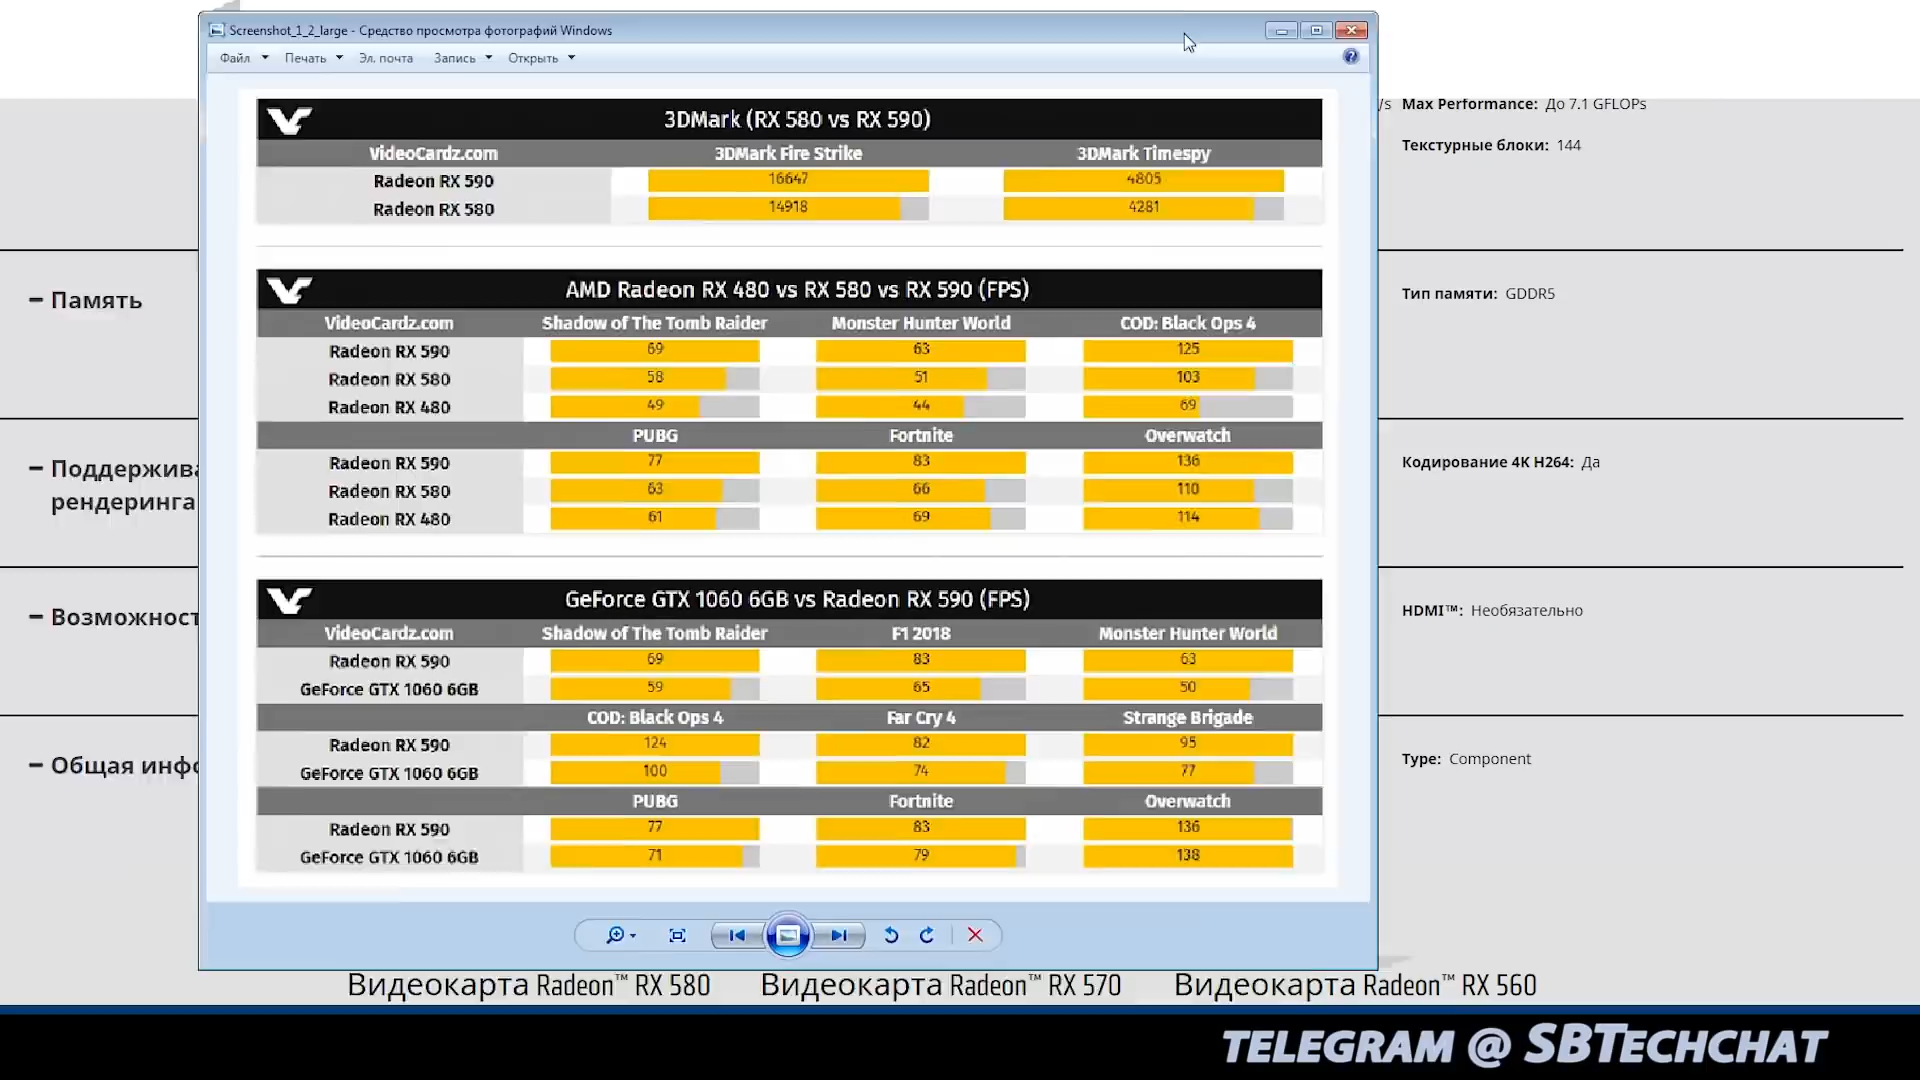 Screenshot_1_2_large - Средство просмотра фотографий Windows
Файл Печать Эл. почта Запись Открыть
3DMark (RX 580 vs RX 590)
VideoCardz.com 3DMark Fire Strike 3DMark Timespy
Radeon RX 590 16647 4805
Radeon RX 580 14918 4281
AMD Radeon RX 480 vs RX 580 vs RX 590 (FPS)
VideoCardz.com Shadow of The Tomb Raider Monster Hunter World COD: Black Ops 4
Radeon RX 590 69 63 125
Radeon RX 580 58 51 103
Radeon RX 480 49 44 69
PUBG Fortnite Overwatch
Radeon RX 590 77 83 136
Radeon RX 580 63 66 110
Radeon RX 480 61 69 114
GeForce GTX 1060 6GB vs Radeon RX 590 (FPS)
VideoCardz.com Shadow of The Tomb Raider F1 2018 Monster Hunter World
Radeon RX 590 69 83 63
GeForce GTX 1060 6GB 59 65 50
COD: Black Ops 4 Far Cry 4 Strange Brigade
Radeon RX 590 124 82 95
GeForce GTX 1060 6GB 100 74 77
PUBG Fortnite Overwatch
Radeon RX 590 77 83 136
GeForce GTX 1060 6GB 71 79 138
/s Max Performance: До 7.1 GFLOPs
Текстурные блоки: 144
– Память
Тип памяти: GDDR5
– Поддержива
рендеринга
Кодирование 4K H264: Да
– Возможност
HDMI™: Необязательно
– Общая инфо
Type: Component
Видеокарта Radeon™ RX 580 Видеокарта Radeon™ RX 570 Видеокарта Radeon™ RX 560
TELEGRAM @ SBTECHCHAT